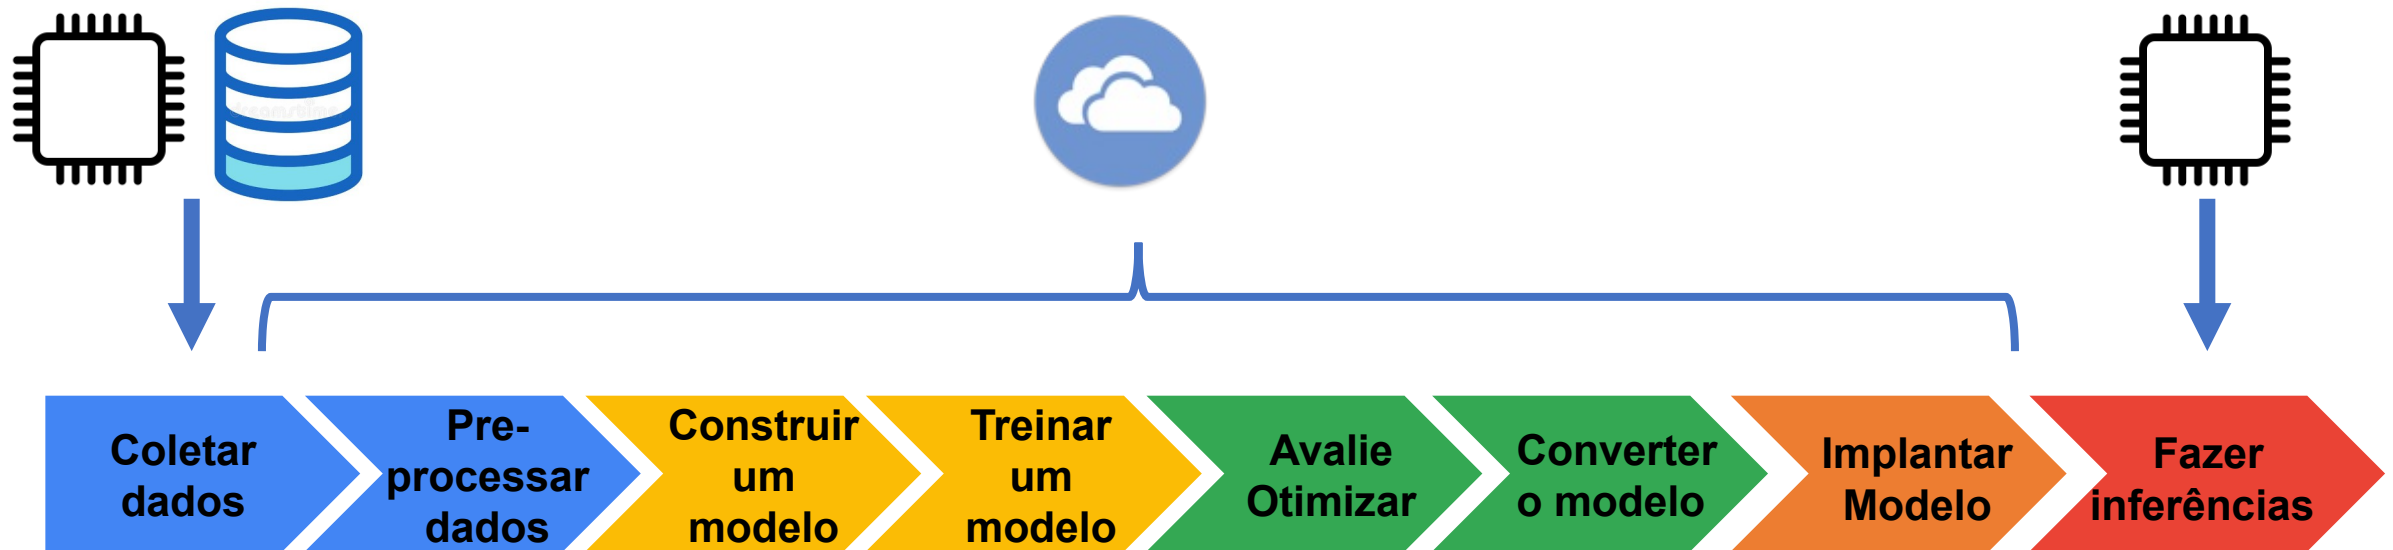 Coletar
dados
Pre-
processar
dados
Construir
um
modelo
Treinar
um
modelo
Avalie
Otimizar
Converter
o modelo
Implantar
Modelo
Fazer
inferências